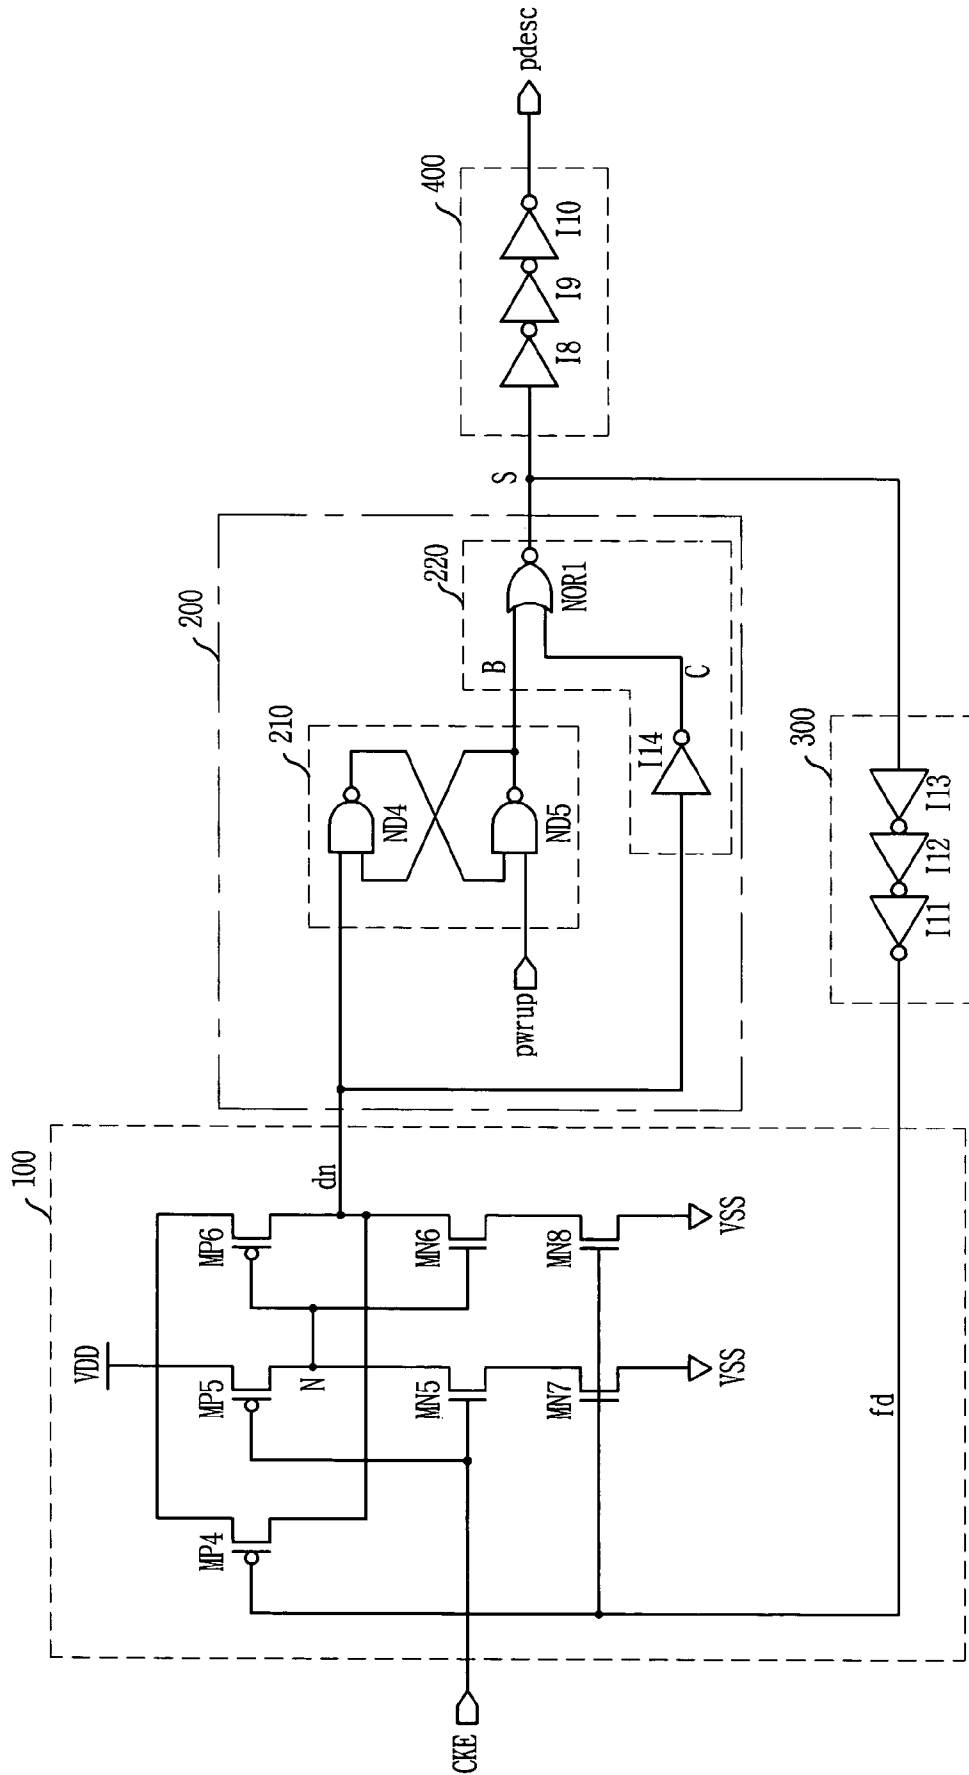 100
VDD
MP4
MP5
MP6
N
dn
MN5
MN6
MN7
MN8
VSS
VSS
CKE
fd
200
210
ND4
ND5
pwrup
B
220
NOR1
I14
C
S
300
I11
I12
I13
400
I8
I9
I10
pdesc